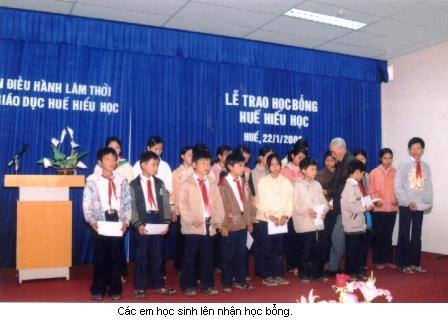 N ĐIỀU HÀNH LÂM THỜI
GIÁO DỤC HUẾ HIẾU HỌC
LỄ TRAO HỌC BỔNG
HUẾ HIẾU HỌC
HUẾ, 22/1/
Các em học sinh lên nhận học bổng.